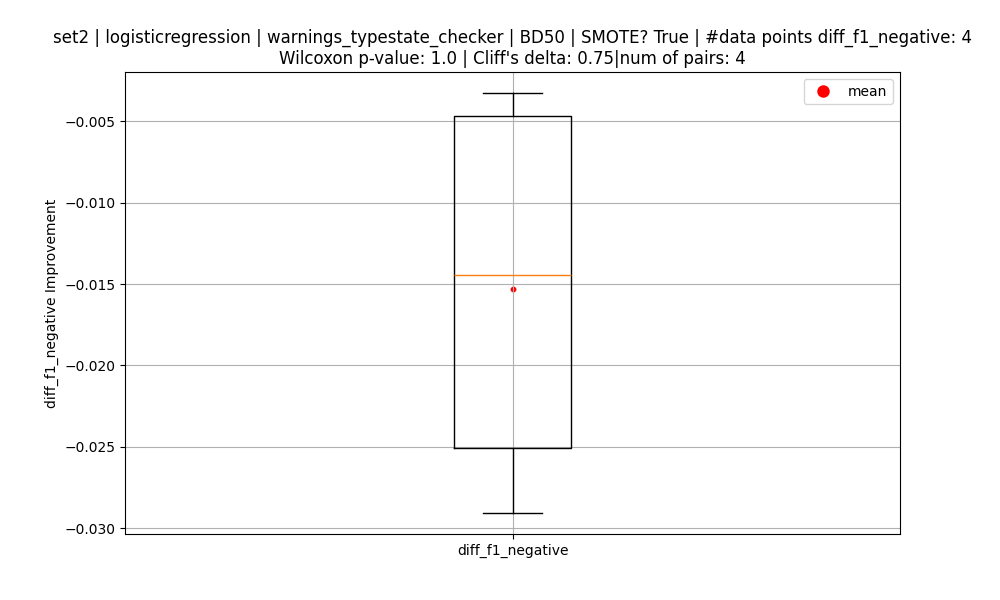 set2 | logisticregression | warnings_typestate_checker | BD50 | SMOTE? True | #data points diff_f1_negative: 4
Wilcoxon p-value: 1.0 | Cliff's delta: 0.75|num of pairs: 4
mean
−0.005
−0.010
−0.015
−0.020
−0.025
−0.030
diff_f1_negative Improvement
diff_f1_negative